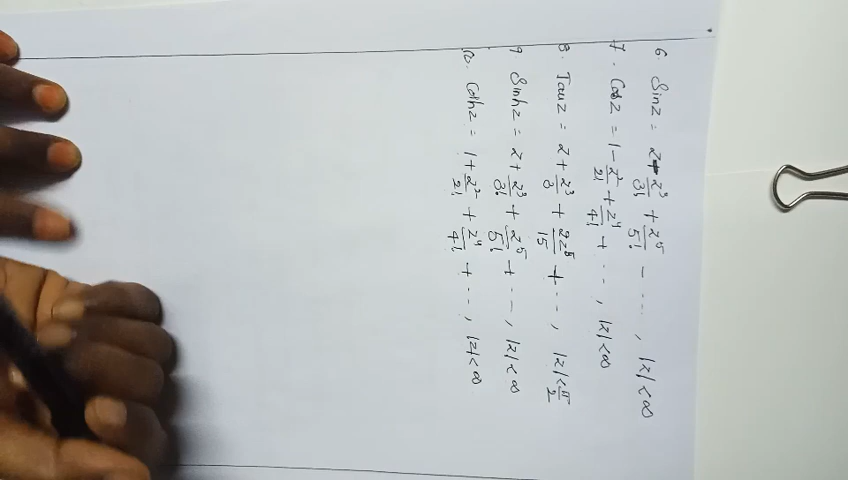 6. Sinz = z - z³/3! + z⁵/5! - ...., |z| < ∞
7. Cosz = 1 - z²/2! + z⁴/4! + ..., |z| < ∞
8. Tanz = z + z³/3 + 2z⁵/15 + ..., |z| < π/2
9. Sinhz = z + z³/3! + z⁵/5! + ..., |z| < ∞
10. Coshz = 1 + z²/2! + z⁴/4! + ..., |z| < ∞